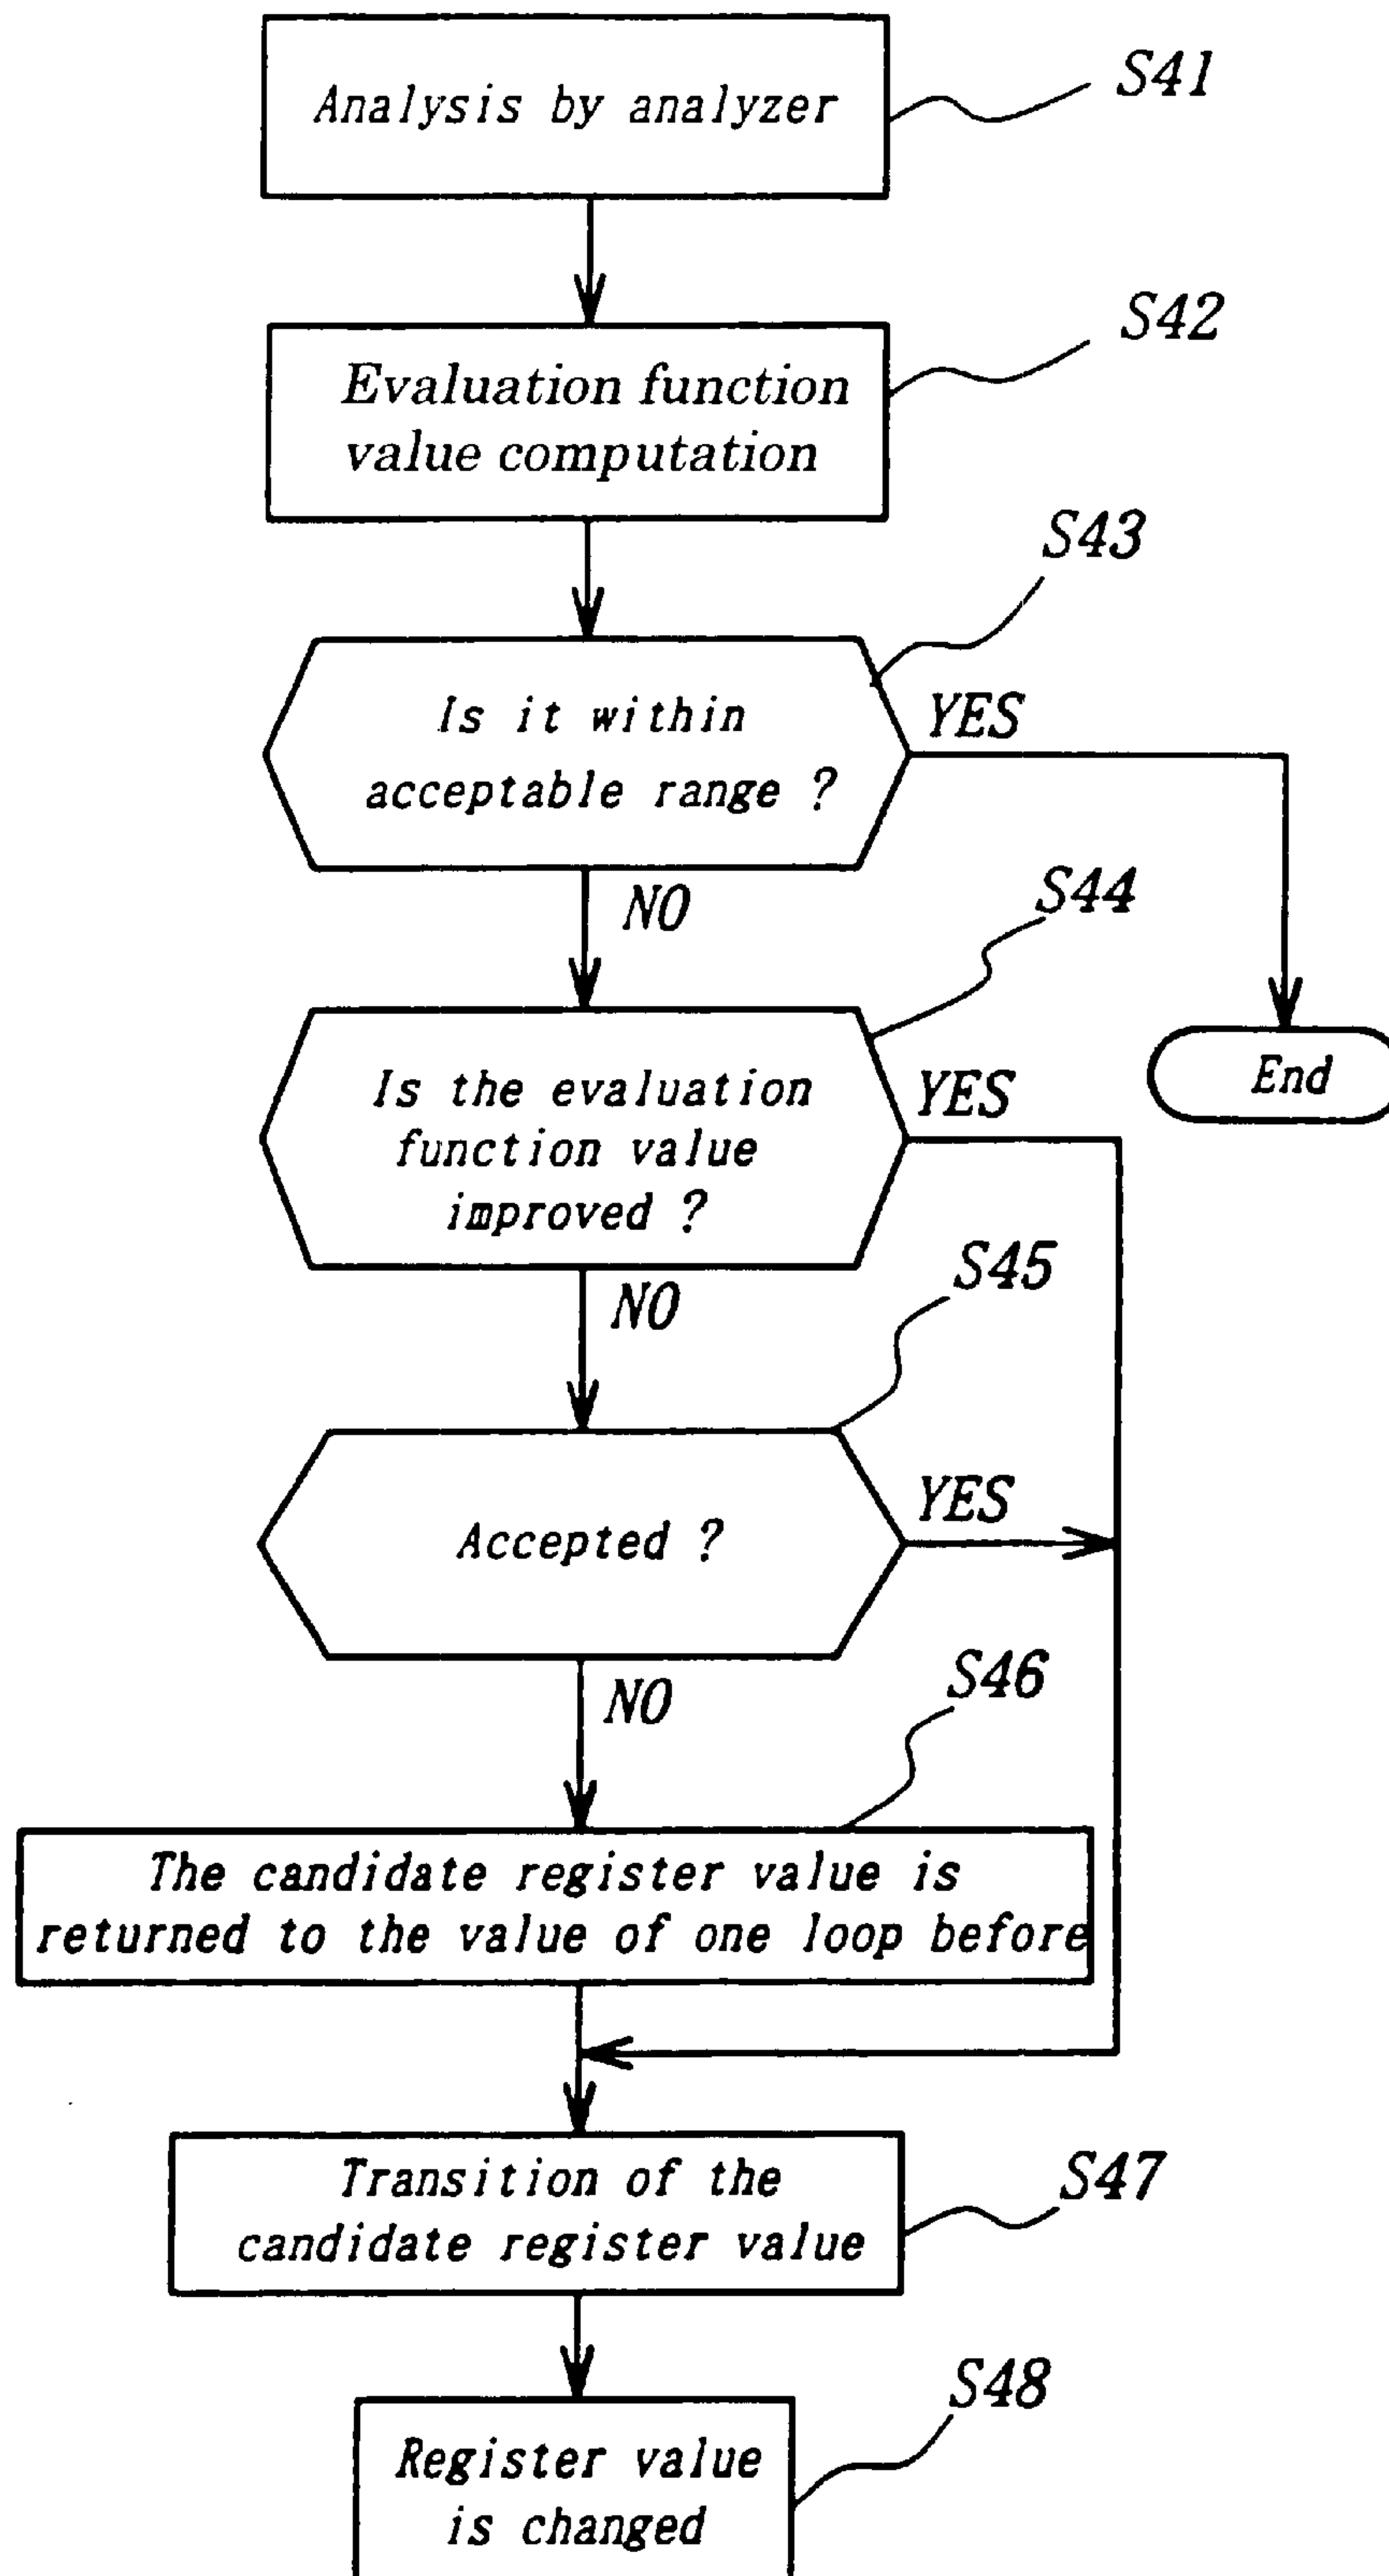 Analysis by analyzer
S41
S42
Evaluation function
value computation
S43
Is it within
acceptable range ?
YES
NO
S44
Is the evaluation
function value
improved ?
YES
End
NO
S45
Accepted ?
YES
NO
S46
The candidate register value is
returned to the value of one loop before
Transition of the
candidate register value
S47
S48
Register value
is changed